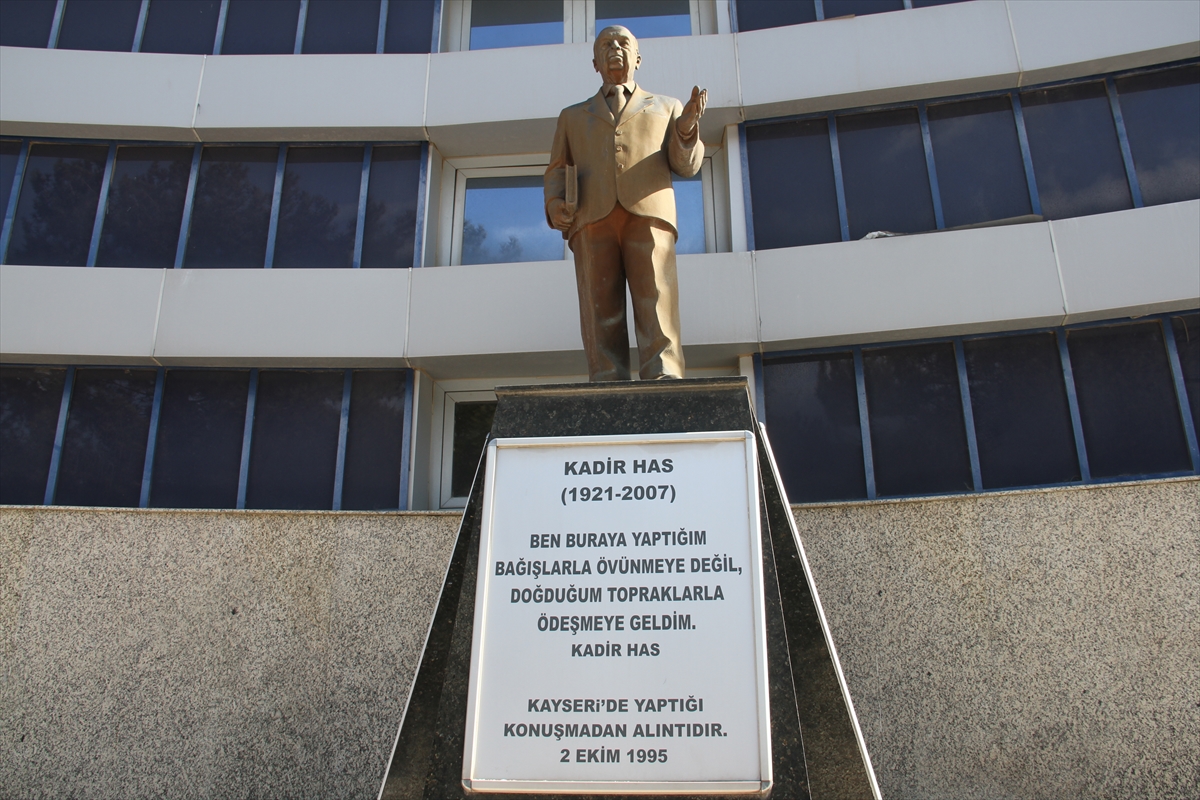 KADİR HAS
(1921-2007)
BEN BURAYA YAPTIĞIM
BAĞIŞLARLA ÖVÜNMEYE DEĞİL,
DOĞDUĞUM TOPRAKLARLA
ÖDEŞMEYE GELDİM.
KADİR HAS
KAYSERi’DE YAPTIĞI
KONUŞMADAN ALINTIDIR.
2 EKİM 1995